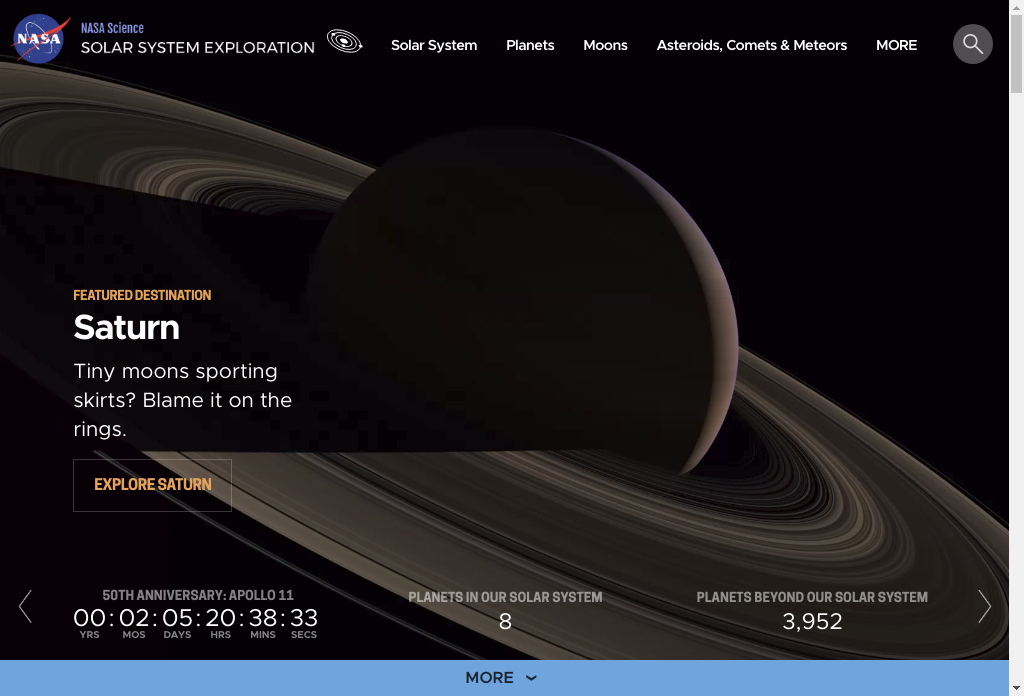 NASA
NASA Science
SOLAR SYSTEM EXPLORATION
Solar System
Planets
Moons
Asteroids, Comets & Meteors
MORE
FEATURED DESTINATION
Saturn
Tiny moons sporting
skirts? Blame it on the
rings.
EXPLORE SATURN
50TH ANNIVERSARY: APOLLO 11
00 : 02 : 05 : 20 : 38 : 33
YRS MOS DAYS HRS MINS SECS
PLANETS IN OUR SOLAR SYSTEM
8
PLANETS BEYOND OUR SOLAR SYSTEM
3,952
MORE